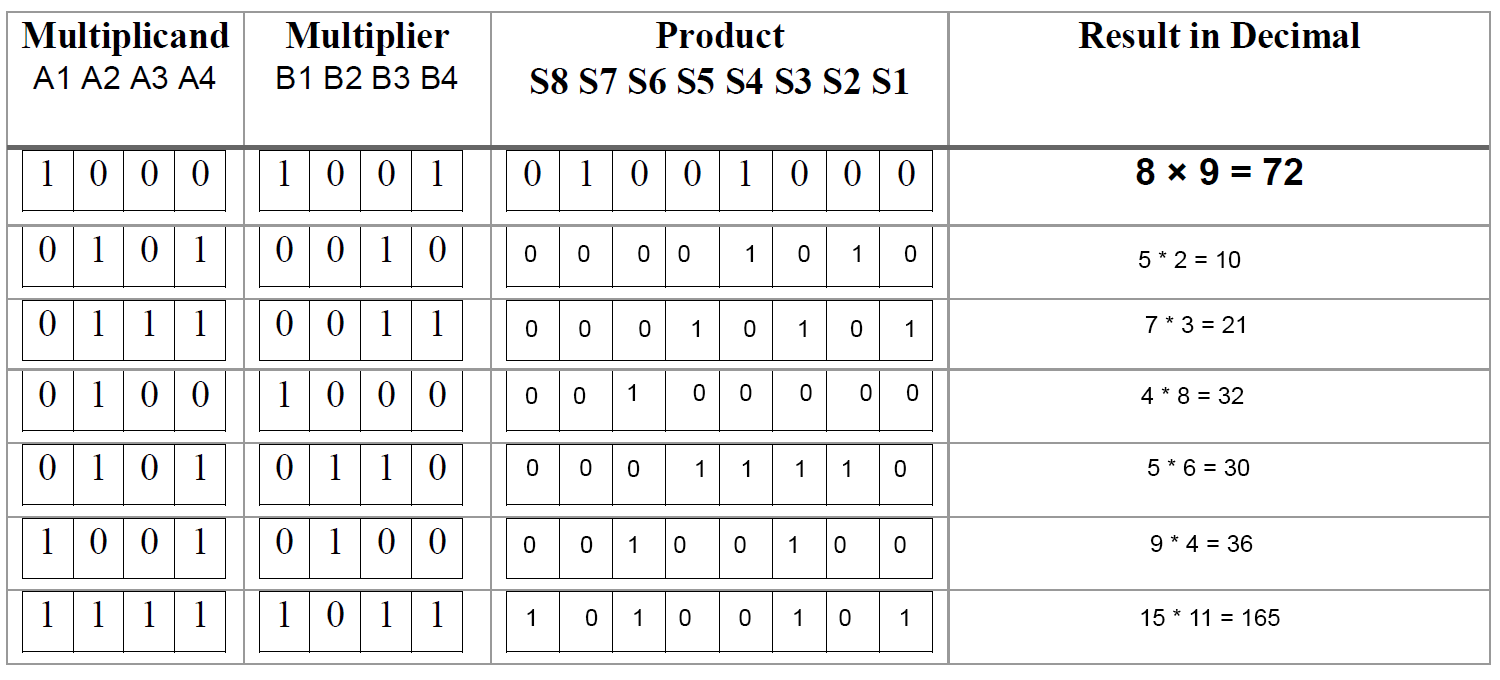 Multiplicand Multiplier Product Result in Decimal
A1 A2 A3 A4 B1 B2 B3 B4 S8 S7 S6 S5 S4 S3 S2 S1
1 0 0 0 1 0 0 1 0 1 0 0 1 0 0 0 8 × 9 = 72
0 1 0 1 0 0 1 0 0 0 0 0 1 0 1 0 5 * 2 = 10
0 1 1 1 0 0 1 1 0 0 0 1 0 1 0 1 7 * 3 = 21
0 1 0 0 1 0 0 0 0 0 1 0 0 0 0 0 4 * 8 = 32
0 1 0 1 0 1 1 0 0 0 0 1 1 1 1 0 5 * 6 = 30
1 0 0 1 0 1 0 0 0 0 1 0 0 1 0 0 9 * 4 = 36
1 1 1 1 1 0 1 1 1 0 1 0 0 1 0 1 15 * 11 = 165